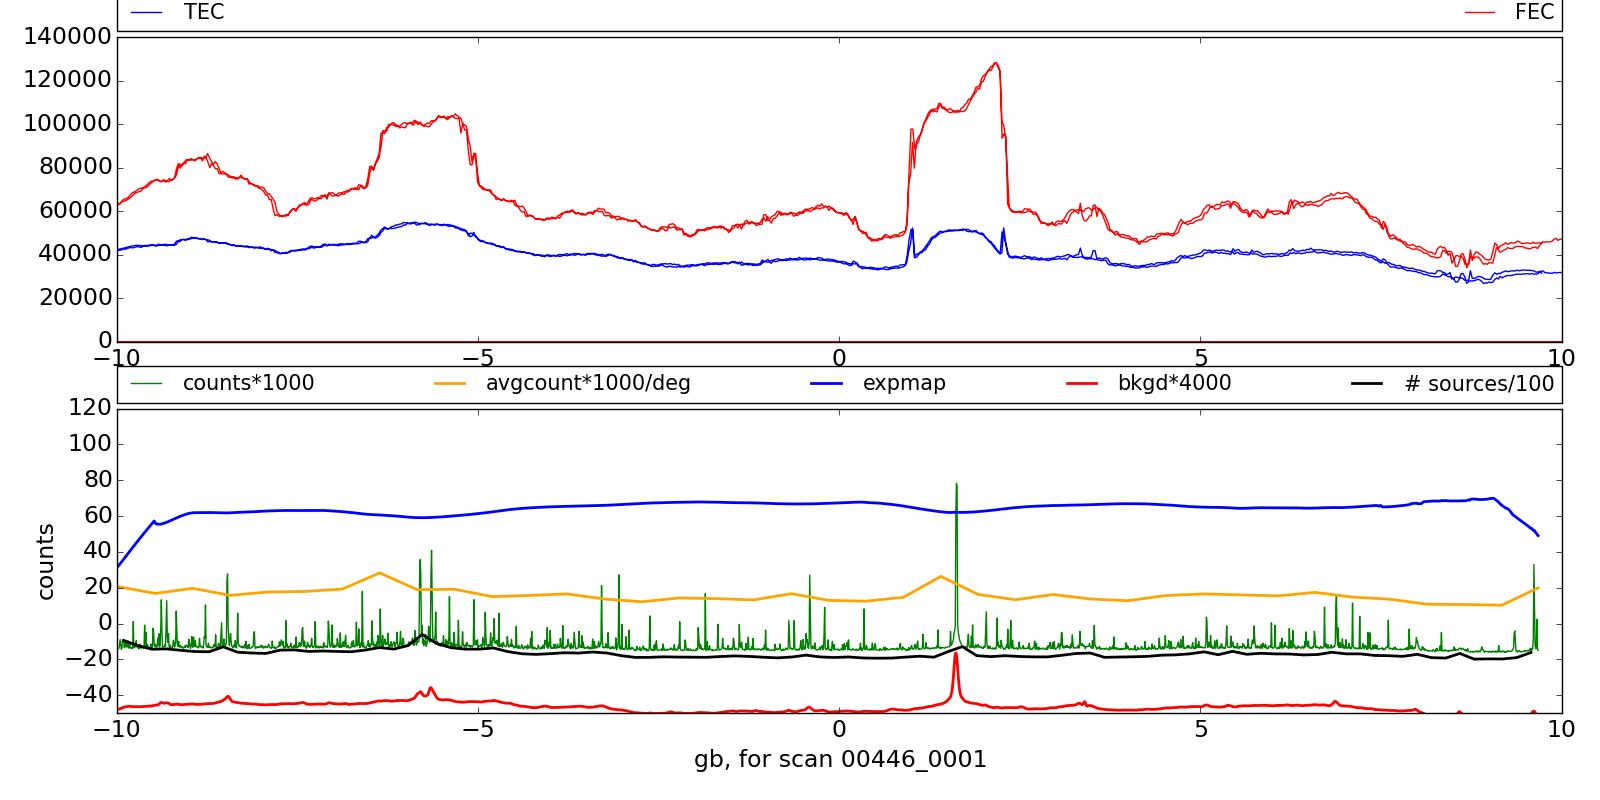 TEC FEC
140000
120000
100000
80000
60000
40000
20000
0
−10 −5 0 5 10
counts*1000 avgcount*1000/deg expmap bkgd*4000 # sources/100
120
100
80
60
40
20
0
−20
−40
counts
−10 −5 0 5 10
gb, for scan 00446_0001